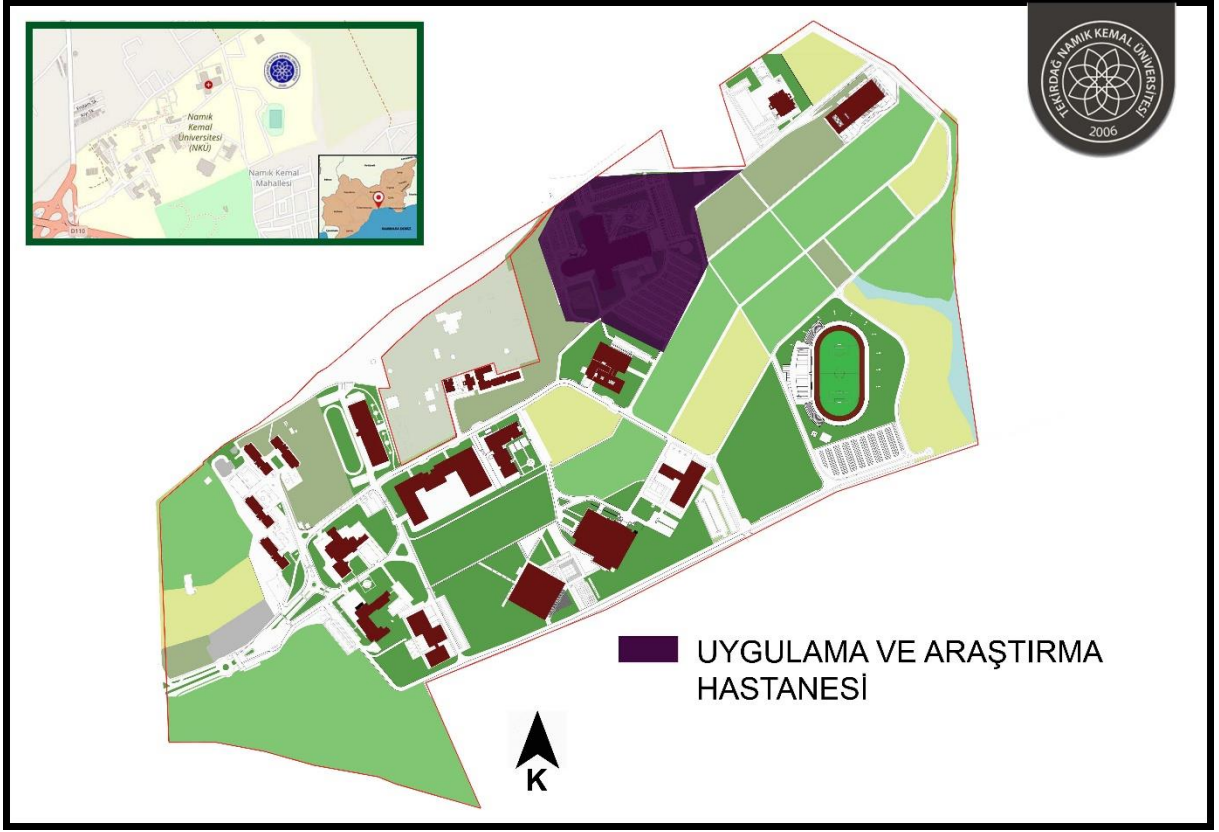 Namık
Kemal
Üniversitesi
(NKÜ)
Namık Kemal
Mahallesi
D110
TEKİRDAĞ NAMIK KEMAL ÜNİVERSİTESİ
2006
UYGULAMA VE ARAŞTIRMA
HASTANESİ
K